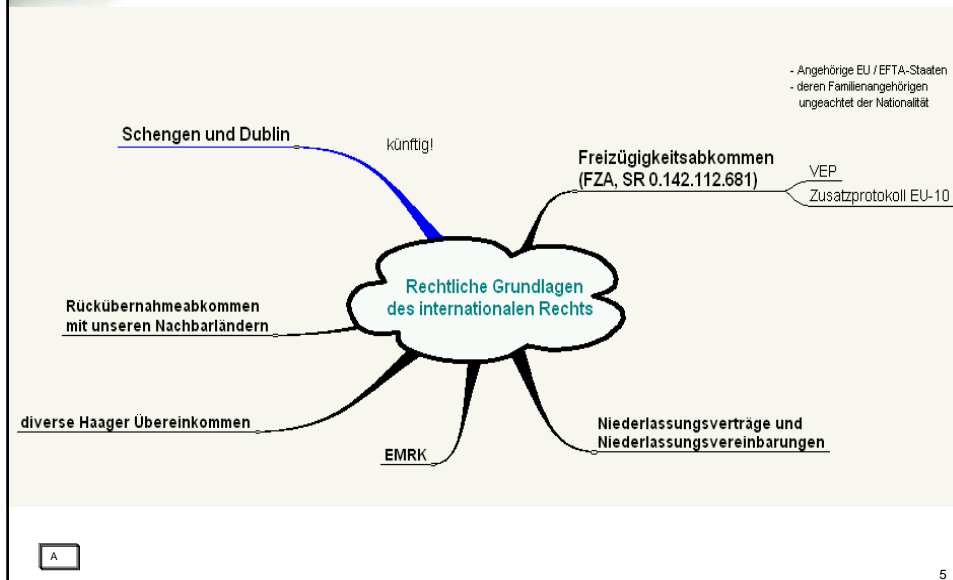 - Angehörige EU / EFTA-Staaten
- deren Familienangehörigen
ungeachtet der Nationalität
Schengen und Dublin
künftig!
Freizügigkeitsabkommen
(FZA, SR 0.142.112.681)
VEP
Zusatzprotokoll EU-10
Rechtliche Grundlagen
des internationalen Rechts
Rückübernahmeabkommen
mit unseren Nachbarländern
diverse Haager Übereinkommen
EMRK
Niederlassungsverträge und
Niederlassungsvereinbarungen
A
5